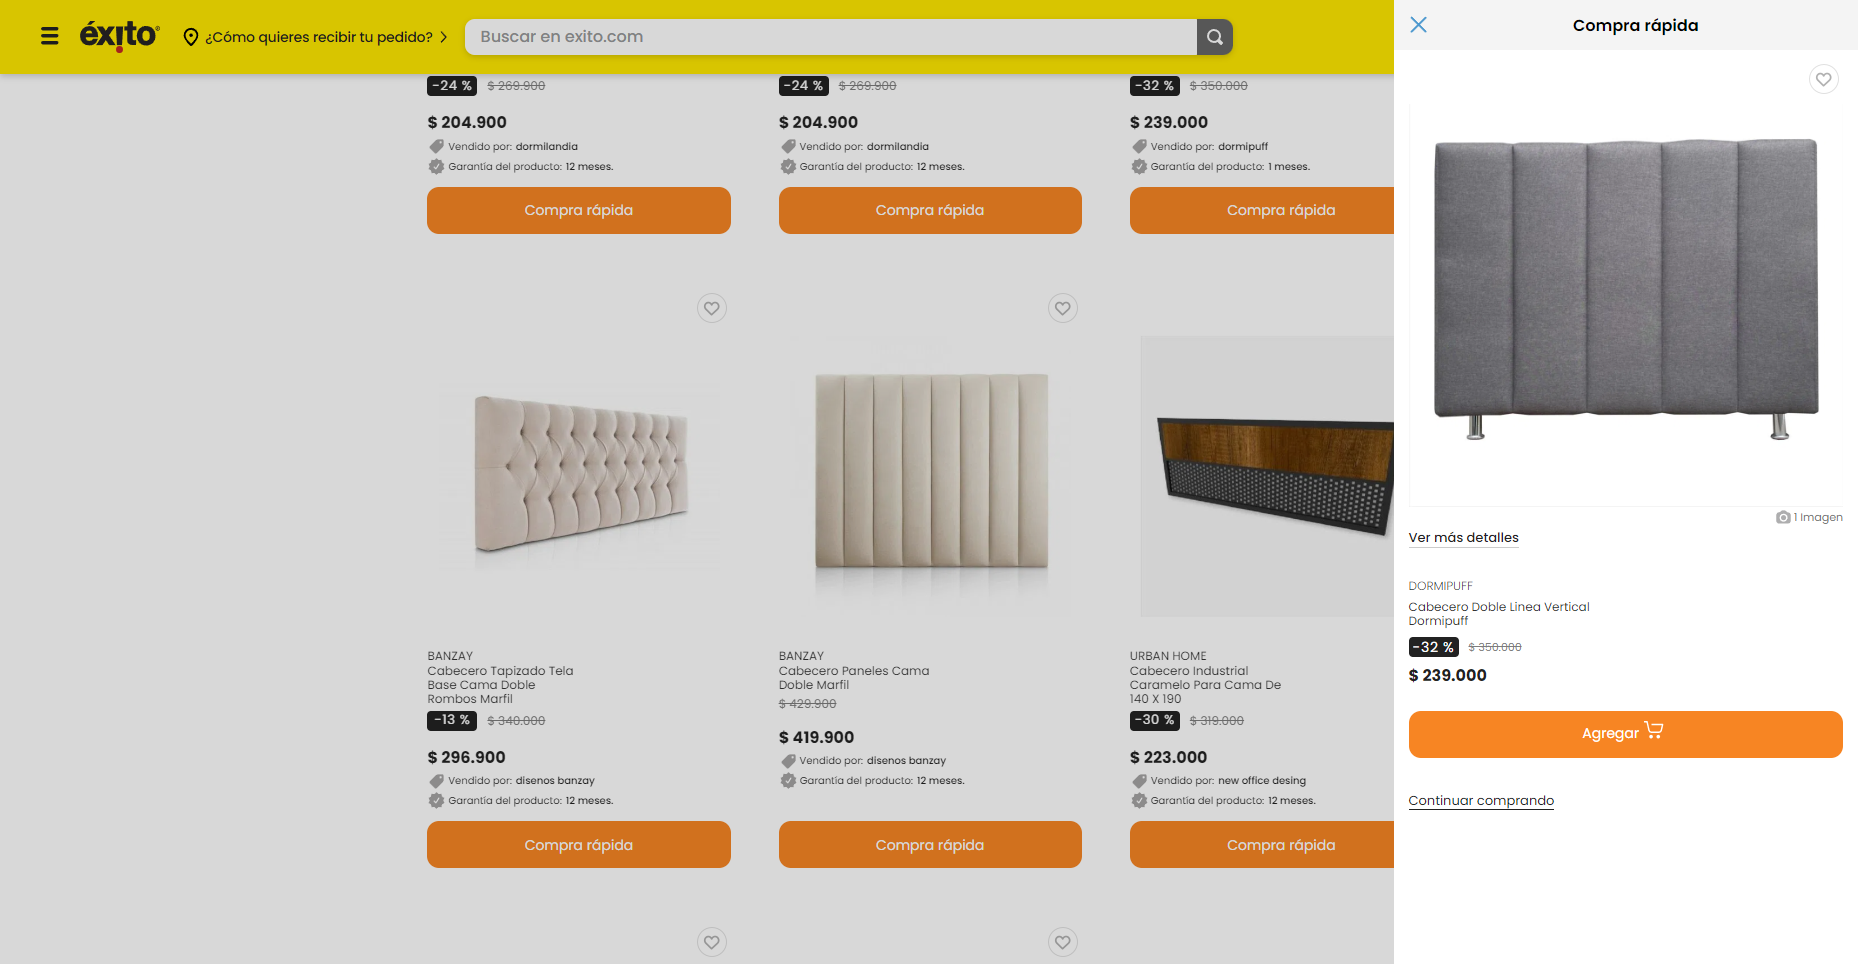 éxito
¿Cómo quieres recibir tu pedido?
Buscar en exito.com
-24 % $ 269.900
$ 204.900
Vendido por: dormilandia
Garantía del producto: 12 meses.
Compra rápida
-24 % $ 269.900
$ 204.900
Vendido por: dormilandia
Garantía del producto: 12 meses.
Compra rápida
-32 % $ 350.000
$ 239.000
Vendido por: dormipuff
Garantía del producto: 1 meses.
Compra rápida
BANZAY
Cabecero Tapizado Tela
Base Cama Doble
Rombos Marfil
-13 % $ 340.000
$ 296.900
Vendido por: disenos banzay
Garantía del producto: 12 meses.
Compra rápida
BANZAY
Cabecero Paneles Cama
Doble Marfil
$ 429.900
$ 419.900
Vendido por: disenos banzay
Garantía del producto: 12 meses.
Compra rápida
URBAN HOME
Cabecero Industrial
Caramelo Para Cama De
140 X 190
-30 % $ 319.000
$ 223.000
Vendido por: new office desing
Garantía del producto: 12 meses.
Compra rápida
Compra rápida
1 Imagen
Ver más detalles
DORMIPUFF
Cabecero Doble Linea Vertical
Dormipuff
-32 % $ 350.000
$ 239.000
Agregar
Continuar comprando